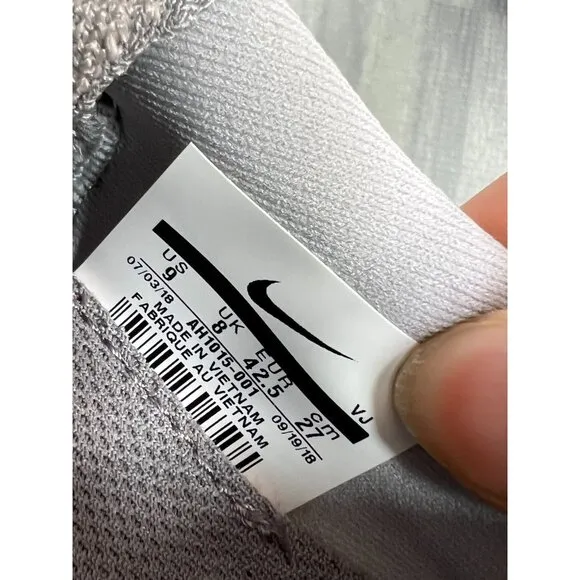 US UK EUR cm
9 8 42.5 27
07/03/18 AH1015-001 09/19/18
MADE IN VIETNAM
FABRIQUE AU VIETNAM
VJ